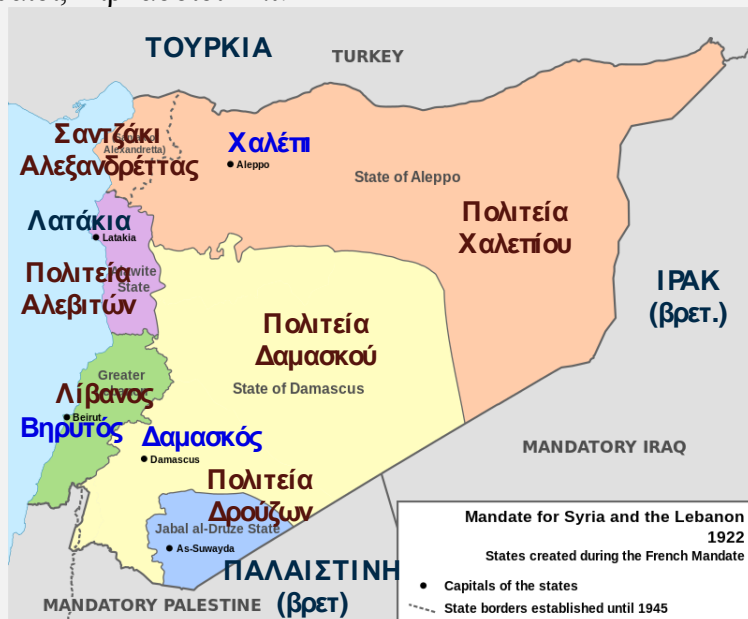 ΤΟΥΡΚΙΑ
TURKEY
Σαντζάκι
Αλεξανδρέττας
Alexandretta)
Χαλέπι
Aleppo
State of Aleppo
Πολιτεία
Χαλεπίου
Λατάκια
Latakia
Πολιτεία
Αλεβιτών
State
ΙΡΑΚ
(βρετ.)
Πολιτεία
Δαμασκού
State of Damascus
Greater
Λίβανος
Beirut
Βηρυτός
Δαμασκός
Damascus
MANDATORY IRAQ
Πολιτεία
Δρούζων
Jabal al-Druze State
As-Suwayda
ΠΑΛΑΙΣΤΙΝΗ
(βρετ)
MANDATORY PALESTINE
Mandate for Syria and the Lebanon
1922
States created during the French Mandate
Capitals of the states
State borders established until 1945